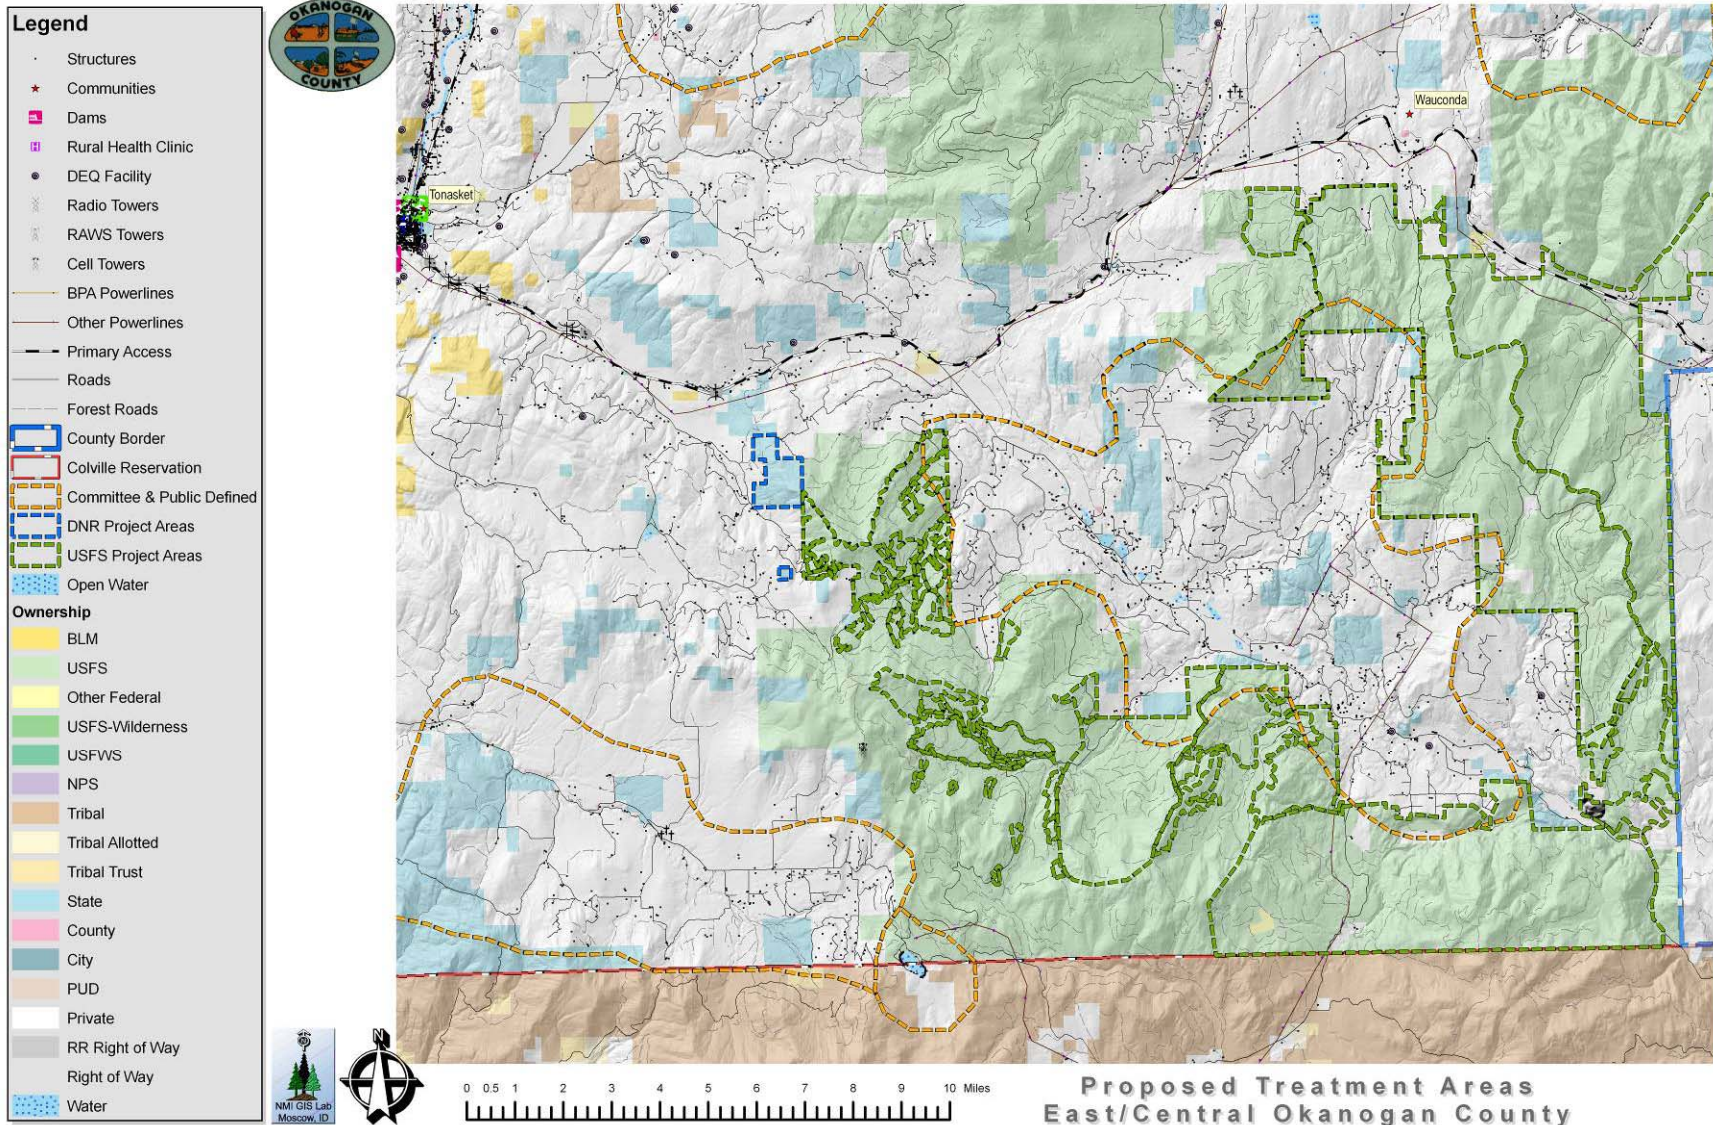 Legend
Structures
Communities
Dams
Rural Health Clinic
DEQ Facility
Radio Towers
RAWS Towers
Cell Towers
BPA Powerlines
Other Powerlines
Primary Access
Roads
Forest Roads
County Border
Colville Reservation
Committee & Public Defined
DNR Project Areas
USFS Project Areas
Open Water
Ownership
BLM
USFS
Other Federal
USFS-Wilderness
USFWS
NPS
Tribal
Tribal Allotted
Tribal Trust
State
County
City
PUD
Private
RR Right of Way
Right of Way
Water
OKANOGAN
COUNTY
Wauconda
Tonasket
N
NMI GIS Lab
Moscow, ID
N
0 0.5 1 2 3 4 5 6 7 8 9 10 Miles
Proposed Treatment Areas
East/Central Okanogan County